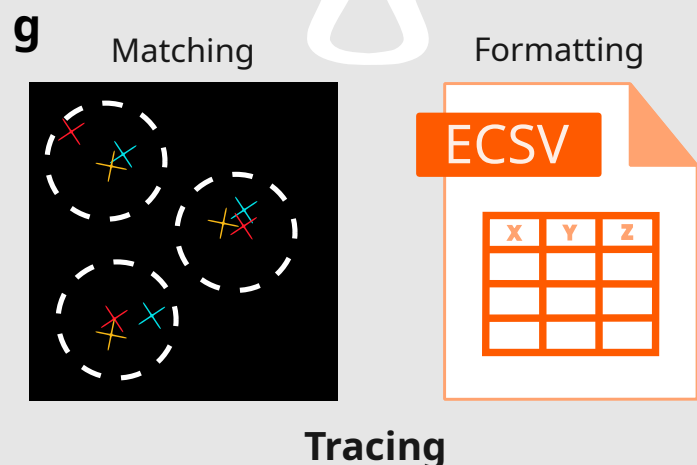 g
Matching
Formatting
ECSV
X Y Z
Tracing